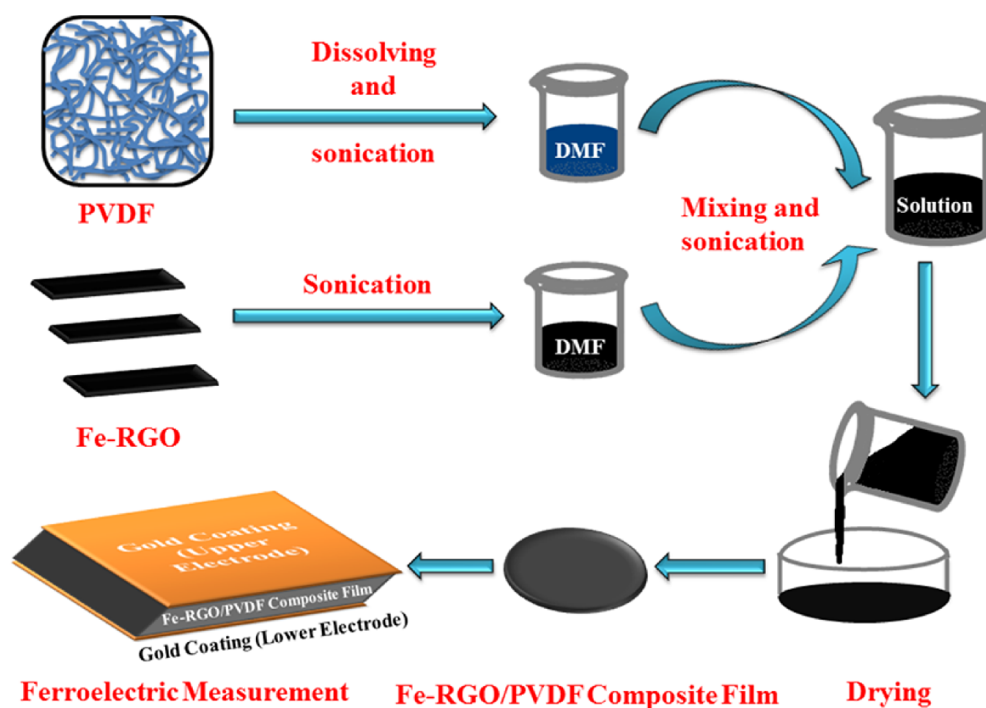 Dissolving
and
sonication
PVDF
DMF
Mixing and
sonication
Solution
Sonication
DMF
Fe-RGO
Gold Coating
(Upper
Electrode)
Fe-RGO/PVDF Composite Film
Gold Coating (Lower Electrode)
Ferroelectric Measurement
Fe-RGO/PVDF Composite Film
Drying